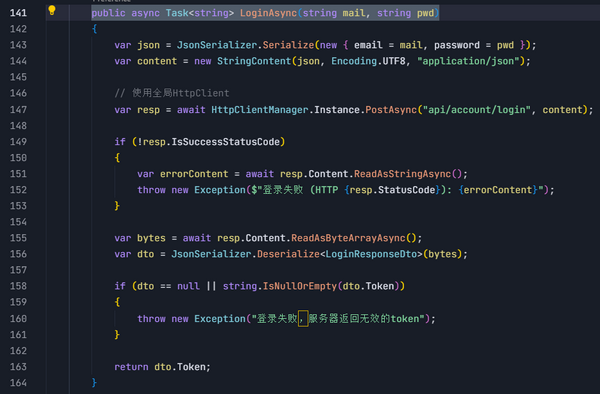 141 public async Task<string> LoginAsync(string mail, string pwd)
142 {
143 var json = JsonSerializer.Serialize(new { email = mail, password = pwd });
144 var content = new StringContent(json, Encoding.UTF8, "application/json");
145
146 // 使用全局HttpClient
147 var resp = await HttpClientManager.Instance.PostAsync("api/account/login", content);
148
149 if (!resp.IsSuccessStatusCode)
150 {
151 var errorContent = await resp.Content.ReadAsStringAsync();
152 throw new Exception($"登录失败 (HTTP {resp.StatusCode}): {errorContent}");
153 }
154
155 var bytes = await resp.Content.ReadAsByteArrayAsync();
156 var dto = JsonSerializer.Deserialize<LoginResponseDto>(bytes);
157
158 if (dto == null || string.IsNullOrEmpty(dto.Token))
159 {
160 throw new Exception("登录失败，服务器返回无效的token");
161 }
162
163 return dto.Token;
164 }